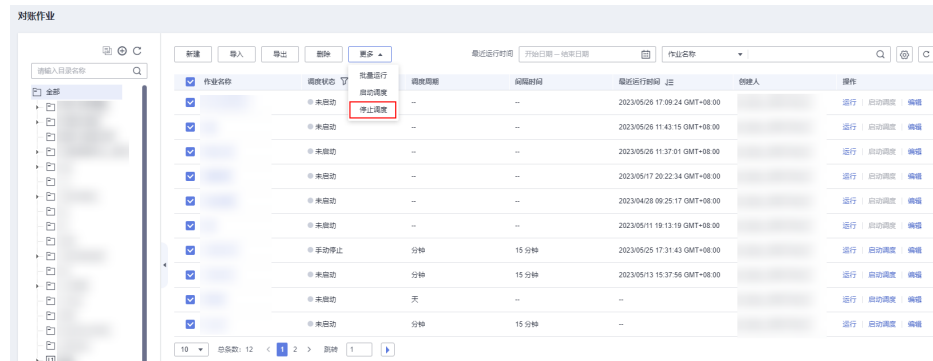 对账作业
新建 导入 导出 删除 更多 最近运行时间 开始日期 – 结束日期 作业名称
请输入目录名称
批量运行
启动调度
停止调度
作业名称 调度状态 调度周期 间隔时间 最近运行时间 创建人 操作
全部
未启动 -- -- 2023/05/26 17:09:24 GMT+08:00 运行 启动调度 编辑
未启动 -- -- 2023/05/26 11:43:15 GMT+08:00 运行 启动调度 编辑
未启动 -- -- 2023/05/26 11:37:01 GMT+08:00 运行 启动调度 编辑
未启动 -- -- 2023/05/17 20:22:34 GMT+08:00 运行 启动调度 编辑
未启动 -- -- 2023/04/28 09:25:17 GMT+08:00 运行 启动调度 编辑
未启动 -- -- 2023/05/11 19:13:19 GMT+08:00 运行 启动调度 编辑
手动停止 分钟 15 分钟 2023/05/25 17:31:43 GMT+08:00 运行 启动调度 编辑
未启动 分钟 15 分钟 2023/05/13 15:37:56 GMT+08:00 运行 启动调度 编辑
未启动 天 -- -- 运行 启动调度 编辑
未启动 分钟 15 分钟 -- 运行 启动调度 编辑
10 总条数: 12 < 1 2 > 跳转 1